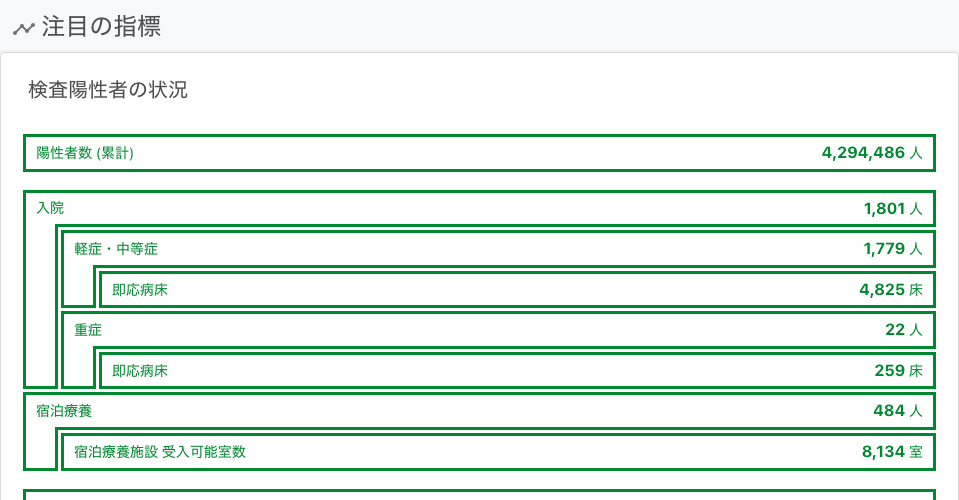 注目の指標
検査陽性者の状況
陽性者数 (累計) 4,294,486 人
入院 1,801 人
軽症・中等症 1,779 人
即応病床 4,825 床
重症 22 人
即応病床 259 床
宿泊療養 484 人
宿泊療養施設 受入可能室数 8,134 室